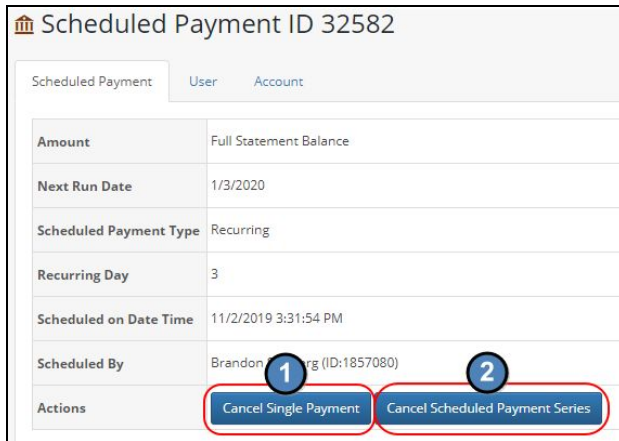 Scheduled Payment ID 32582
Scheduled Payment User Account
Amount Full Statement Balance
Next Run Date 1/3/2020
Scheduled Payment Type Recurring
Recurring Day 3
Scheduled on Date Time 11/2/2019 3:31:54 PM
Scheduled By Brandon (ID:1857080)
1 2
Actions Cancel Single Payment Cancel Scheduled Payment Series